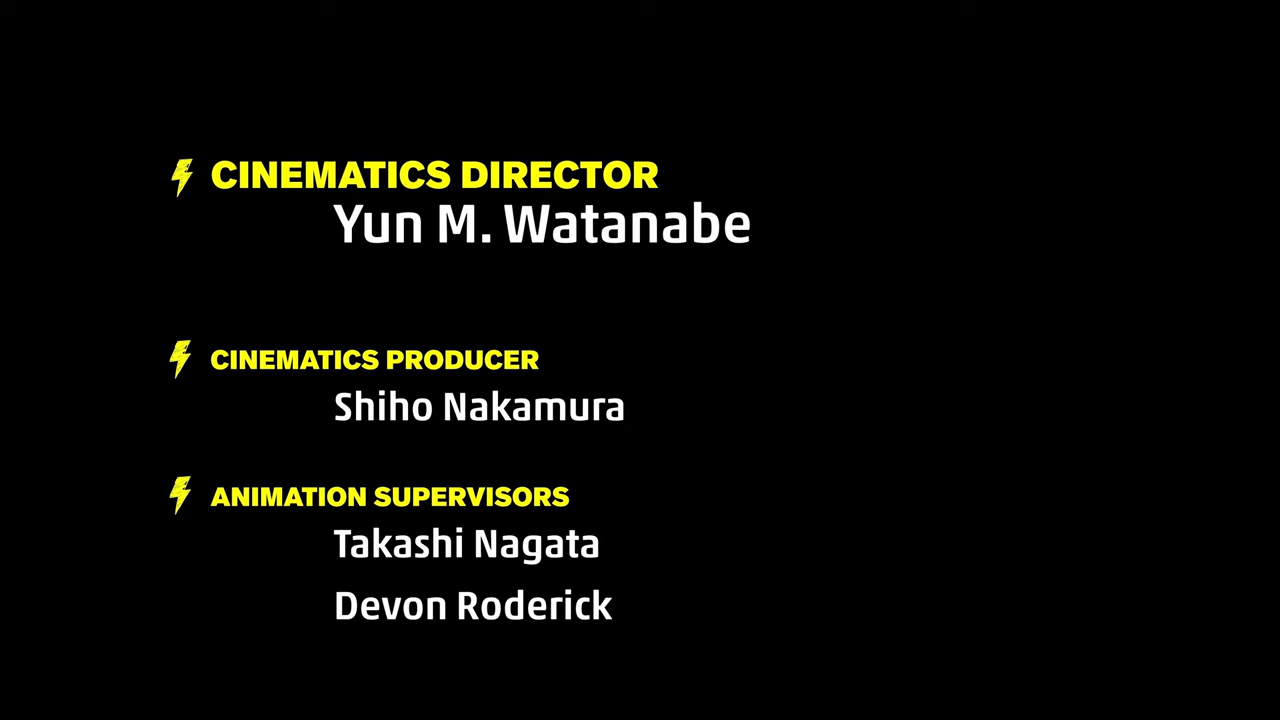 CINEMATICS DIRECTOR
Yun M. Watanabe
CINEMATICS PRODUCER
Shiho Nakamura
ANIMATION SUPERVISORS
Takashi Nagata
Devon Roderick